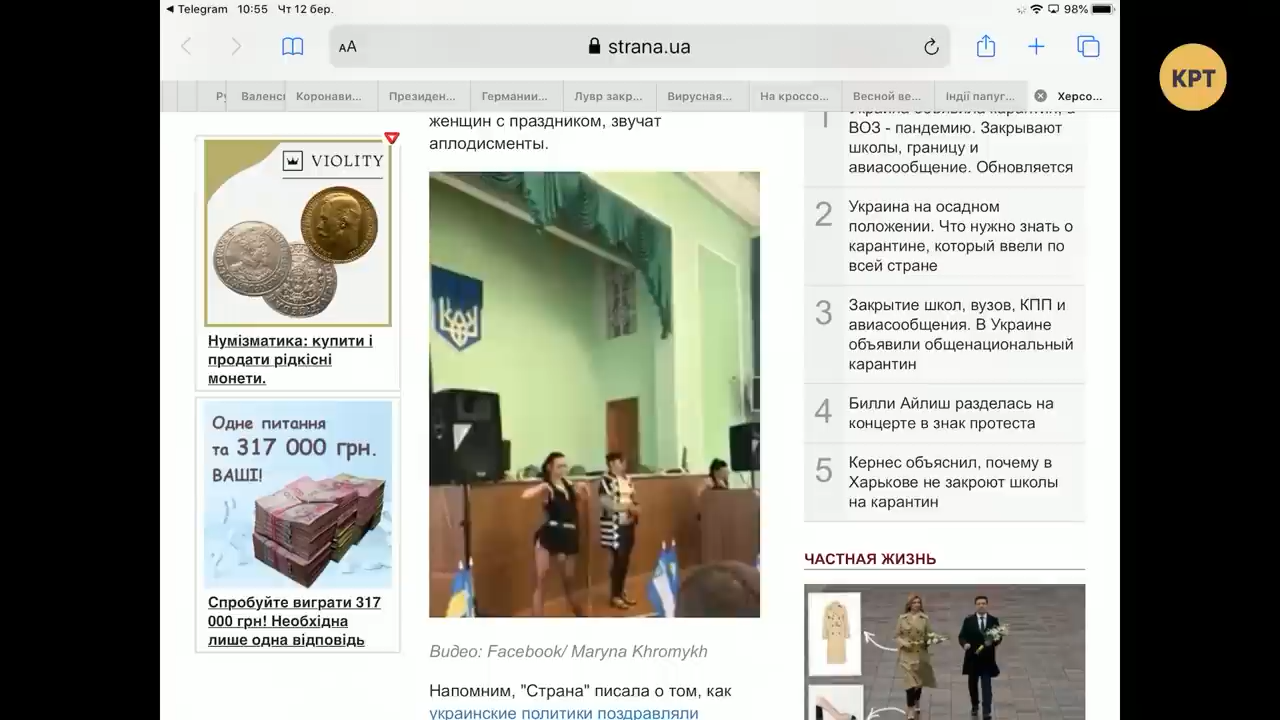 Telegram 10:55 Чт 12 бер.
98%
AA
strana.ua
КРТ
Валенс
Коронави...
Президен...
Германии...
Лувр закр...
Вирусная...
На кроссо...
Весной ве...
Індії папуг...
Херсо...
женщин с праздником, звучат
аплодисменты.
VIOLITY
Нумізматика: купити і
продати рідкісні
монети.
Одне питання
та 317 000 грн.
ВАШІ!
Спробуйте виграти 317
000 грн! Необхідна
лише одна відповідь
Видео: Facebook/ Maryna Khromykh
Напомним, "Страна" писала о том, как
украинские политики поздравляли
1
Украина объявила карантин, а
ВОЗ - пандемию. Закрывают
школы, границу и
авиасообщение. Обновляется
2
Украина на осадном
положении. Что нужно знать о
карантине, который ввели по
всей стране
3
Закрытие школ, вузов, КПП и
авиасообщения. В Украине
объявили общенациональный
карантин
4
Билли Айлиш разделась на
концерте в знак протеста
5
Кернес объяснил, почему в
Харькове не закроют школы
на карантин
ЧАСТНАЯ ЖИЗНЬ